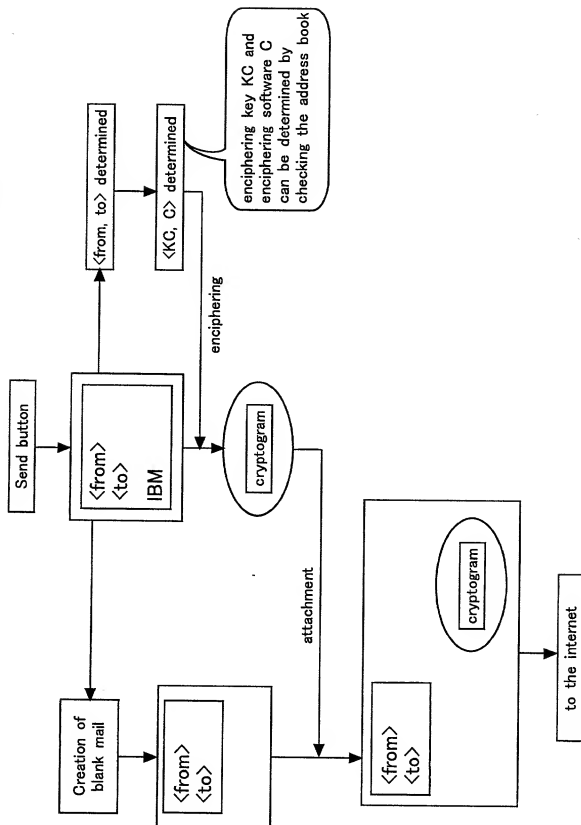 Send button
<from>
<to>
IBM
<from, to> determined
<KC, C> determined
enciphering key KC and
enciphering software C
can be determined by
checking the address book
enciphering
cryptogram
Creation of
blank mail
<from>
<to>
attachment
<from>
<to>
cryptogram
to the internet